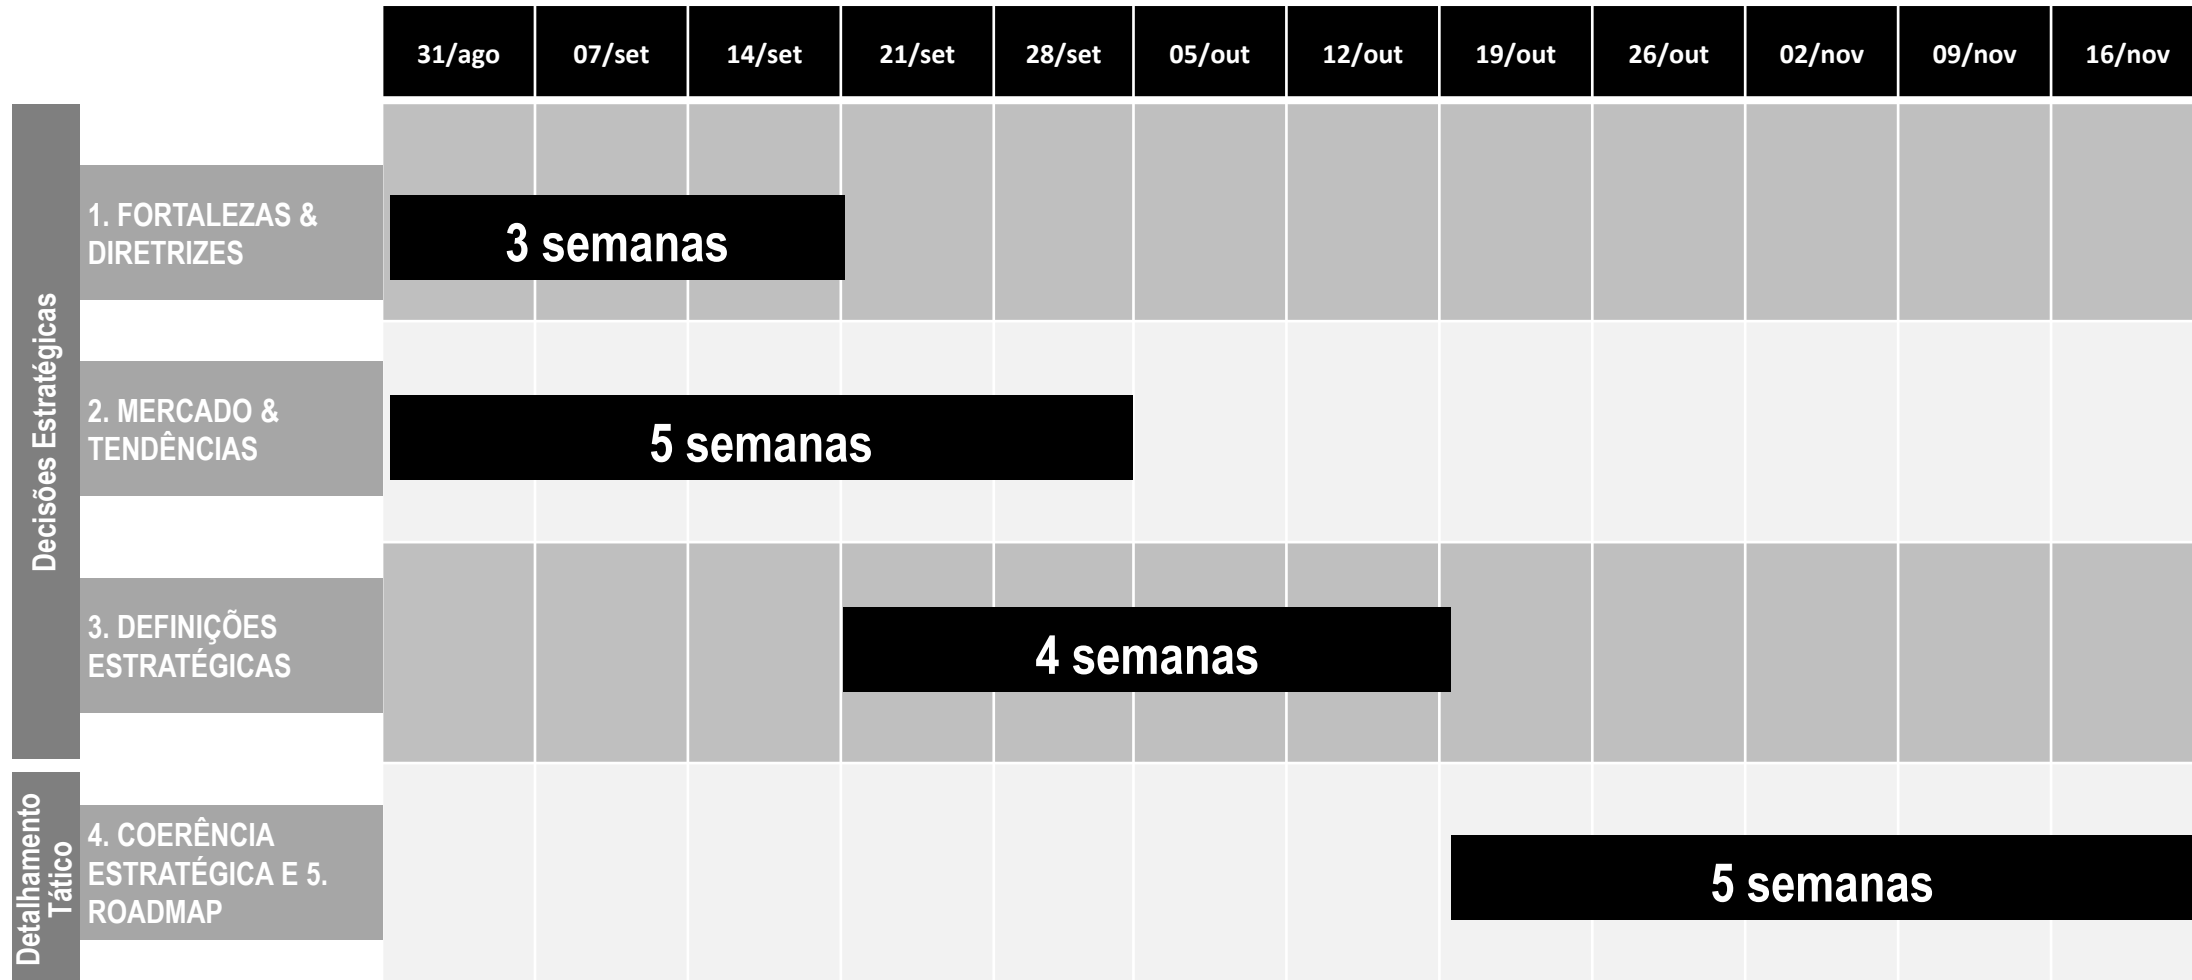 31/ago 07/set 14/set 21/set 28/set 05/out 12/out 19/out 26/out 02/nov 09/nov 16/nov
Decisões Estratégicas
1. FORTALEZAS &
DIRETRIZES
3 semanas
2. MERCADO &
TENDÊNCIAS
5 semanas
3. DEFINIÇÕES
ESTRATÉGICAS
4 semanas
Detalhamento
Tático
4. COERÊNCIA
ESTRATÉGICA E 5.
ROADMAP
5 semanas